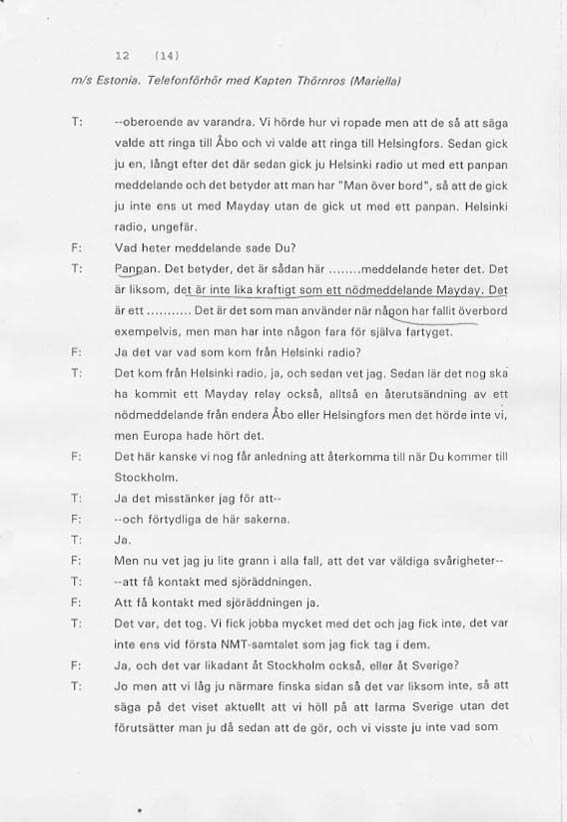 12 (14)
m/s Estonia. Telefonförhör med Kapten Thörnros (Mariella)
T: --oberoende av varandra. Vi hörde hur vi ropade men att de så att säga
valde att ringa till Åbo och vi valde att ringa till Helsingfors. Sedan gick
ju en, långt efter det där sedan gick ju Helsinki radio ut med ett panpan
meddelande och det betyder att man har "Man över bord", så att de gick
ju inte ens ut med Mayday utan de gick ut med ett panpan. Helsinki
radio, ungefär.
F: Vad heter meddelande sade Du?
T: Panpan. Det betyder, det är sådan här ........meddelande heter det. Det
är liksom, det är inte lika kraftigt som ett nödmeddelande Mayday. Det
är ett ........... Det är det som man använder när någon har fallit överbord
exempelvis, men man har inte någon fara för själva fartyget.
F: Ja det var vad som kom från Helsinki radio?
T: Det kom från Helsinki radio, ja, och sedan vet jag. Sedan lär det nog ska
ha kommit ett Mayday relay också, alltså en återutsändning av ett
nödmeddelande från endera Åbo eller Helsingfors men det hörde inte vi,
men Europa hade hört det.
F: Det här kanske vi nog får anledning att återkomma till när Du kommer till
Stockholm.
T: Ja det misstänker jag för att--
F: --och förtydliga de här sakerna.
T: Ja.
F: Men nu vet jag ju lite grann i alla fall, att det var väldiga svårigheter--
T: --att få kontakt med sjöräddningen.
F: Att få kontakt med sjöräddningen ja.
T: Det var, det tog. Vi fick jobba mycket med det och jag fick inte, det var
inte ens vid första NMT-samtalet som jag fick tag i dem.
F: Ja, och det var likadant åt Stockholm också, eller åt Sverige?
T: Jo men att vi låg ju närmare finska sidan så det var liksom inte, så att
säga på det viset aktuellt att vi höll på att larma Sverige utan det
förutsätter man ju då sedan att de gör, och vi visste ju inte vad som